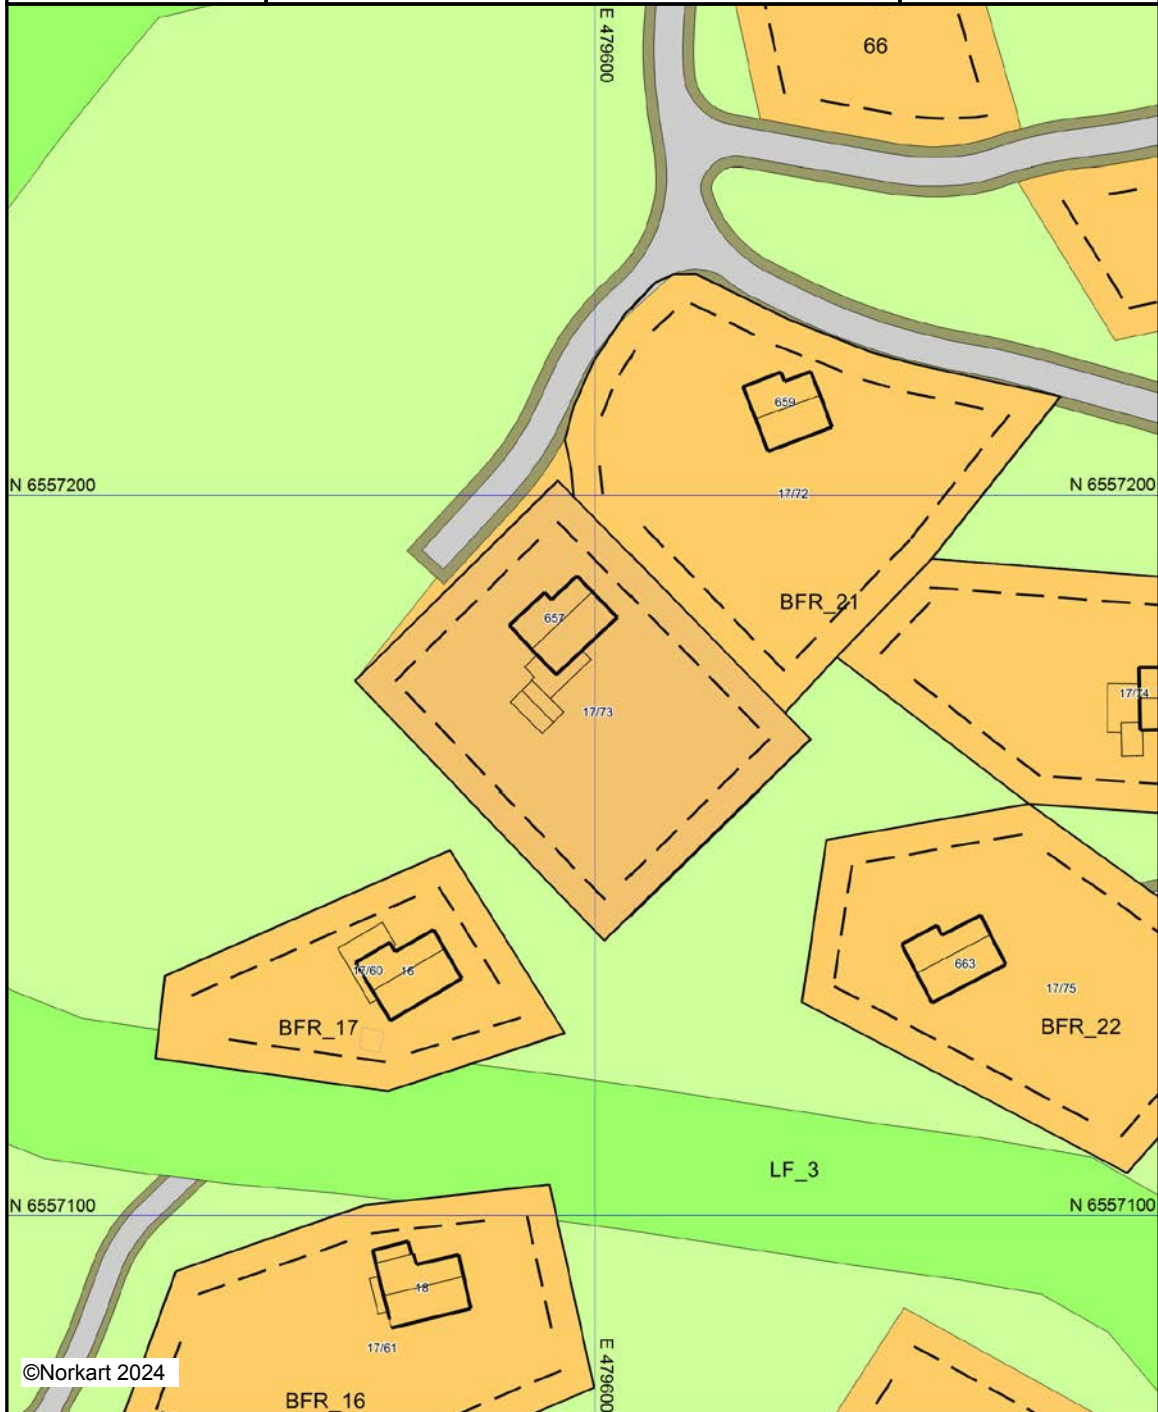 E 479600
66
659
N 6557200
N 6557200
17/72
BFR_21
657
17/74
17/73
17/60
16
663
17/75
BFR_17
BFR_22
LF_3
N 6557100
N 6557100
18
17/61
E 479600
©Norkart 2024
BFR_16